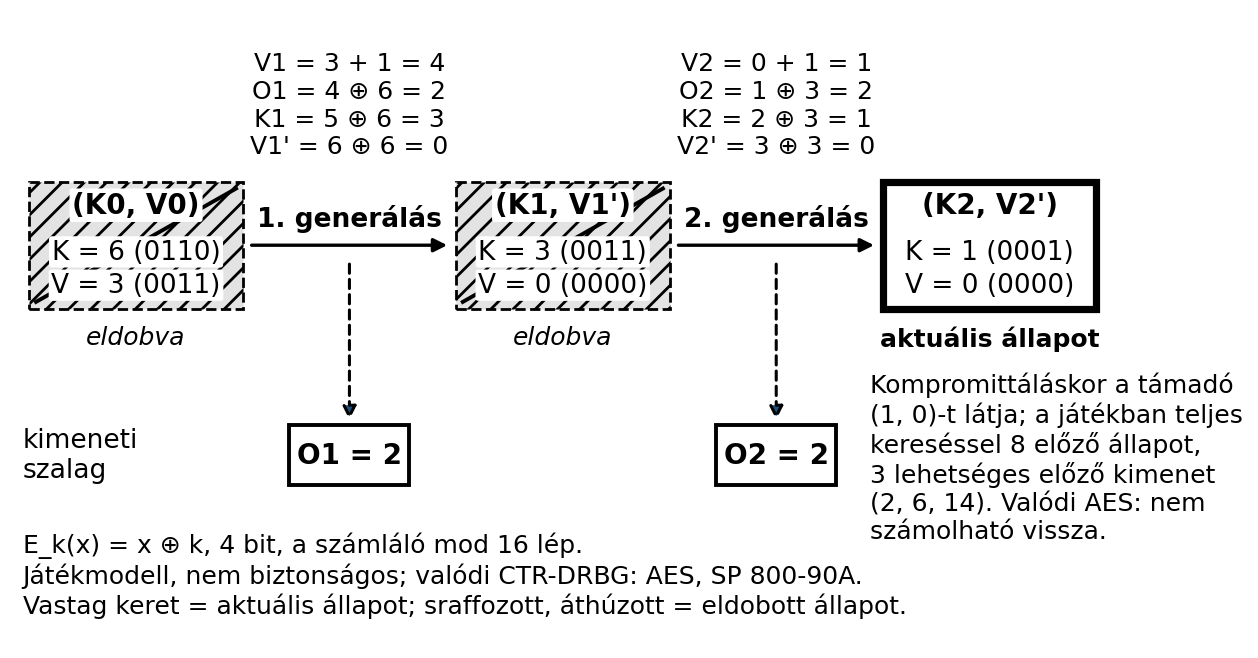 V1 = 3 + 1 = 4
O1 = 4 ⊕ 6 = 2
K1 = 5 ⊕ 6 = 3
V1' = 6 ⊕ 6 = 0
V2 = 0 + 1 = 1
O2 = 1 ⊕ 3 = 2
K2 = 2 ⊕ 3 = 1
V2' = 3 ⊕ 3 = 0
(K0, V0)
K = 6 (0110)
V = 3 (0011)
eldobva
1. generálás
(K1, V1')
K = 3 (0011)
V = 0 (0000)
eldobva
2. generálás
(K2, V2')
K = 1 (0001)
V = 0 (0000)
aktuális állapot
Kompromittáláskor a támadó
(1, 0)-t látja; a játékban teljes
kereséssel 8 előző állapot,
3 lehetséges előző kimenet
(2, 6, 14). Valódi AES: nem
számolható vissza.
kimeneti
szalag
O1 = 2
O2 = 2
E_k(x) = x ⊕ k, 4 bit, a számláló mod 16 lép.
Játékmodell, nem biztonságos; valódi CTR-DRBG: AES, SP 800-90A.
Vastag keret = aktuális állapot; sraffozott, áthúzott = eldobott állapot.